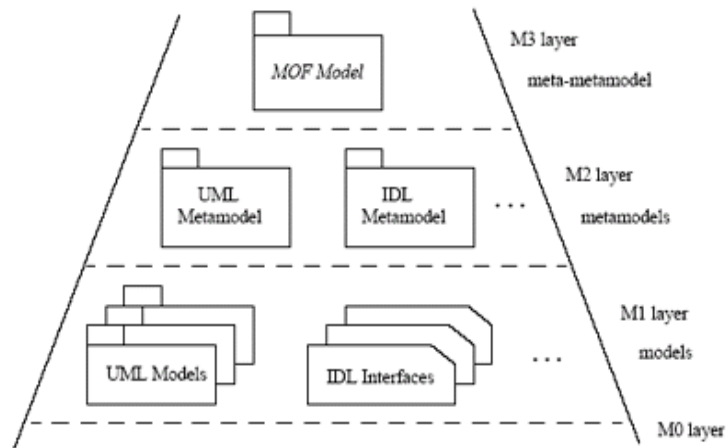 M3 layer
MOF Model
meta-metamodel
M2 layer
UML
Metamodel
IDL
Metamodel
...
metamodels
M1 layer
models
UML Models
IDL Interfaces
...
M0 layer